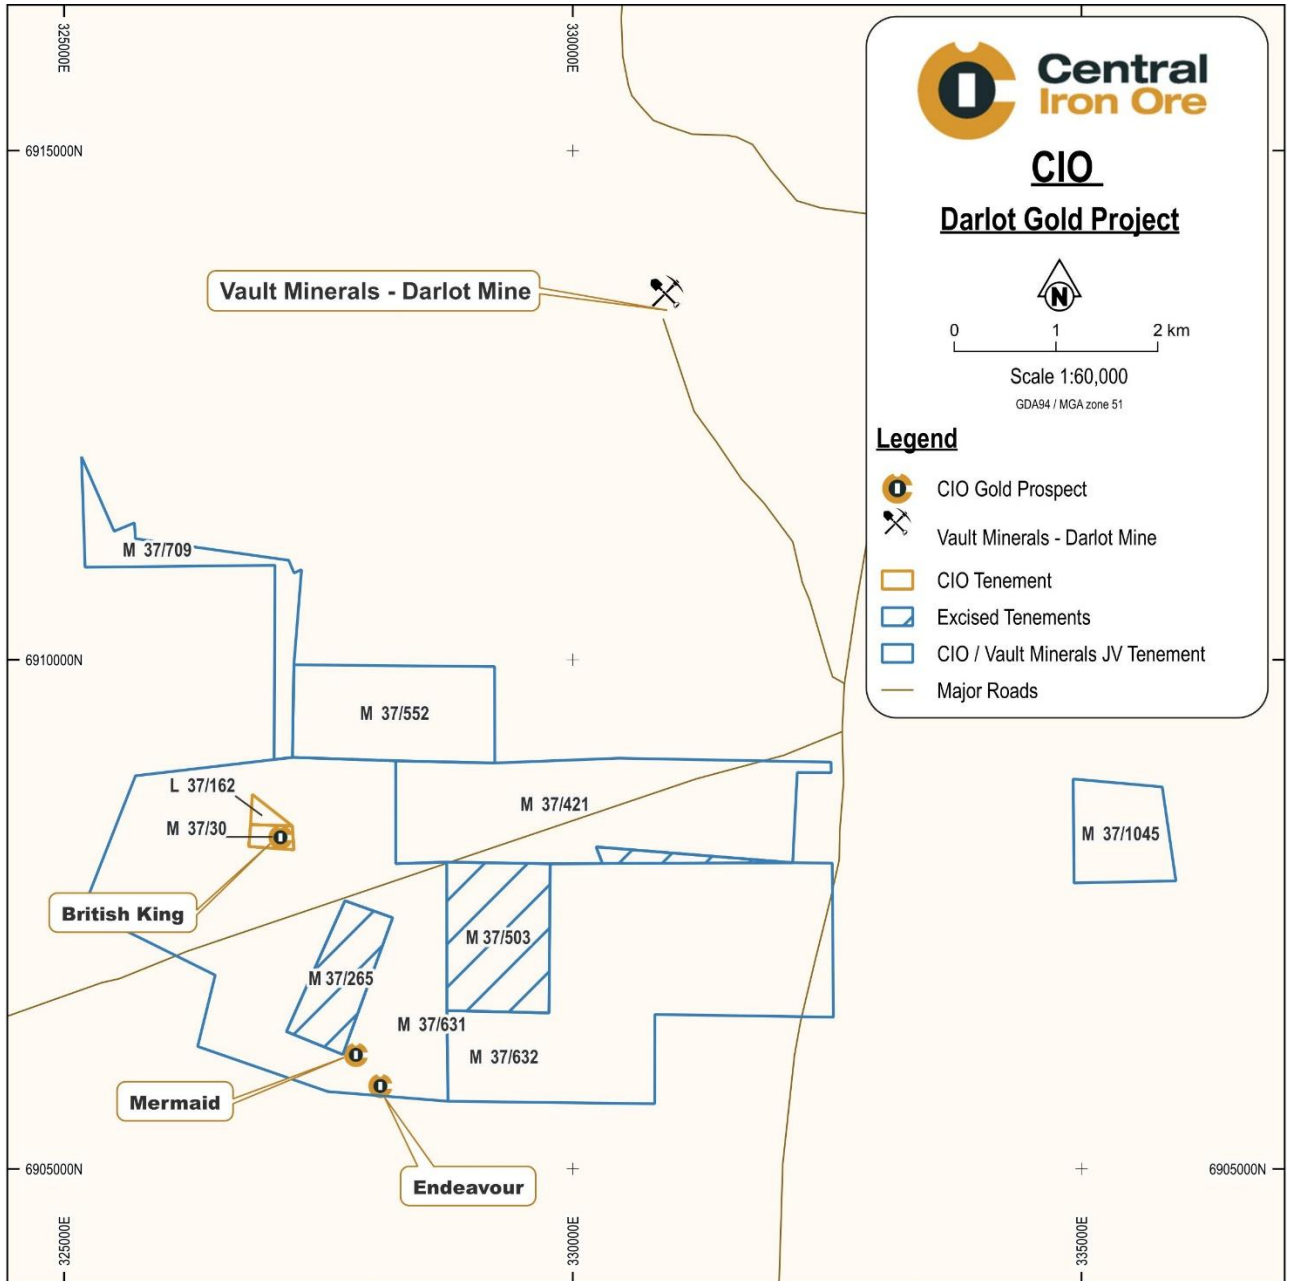 325000E
330000E
Central
Iron Ore
6915000N
CIO
Darlot Gold Project
N
Vault Minerals - Darlot Mine
0 1 2 km
Scale 1:60,000
GDA94 / MGA zone 51
Legend
CIO Gold Prospect
Vault Minerals - Darlot Mine
CIO Tenement
Excised Tenements
CIO / Vault Minerals JV Tenement
Major Roads
M 37/709
6910000N
M 37/552
L 37/162
M 37/421
M 37/30
M 37/1045
British King
M 37/503
M 37/265
M 37/631
M 37/632
Mermaid
6905000N
6905000N
Endeavour
325000E
330000E
335000E